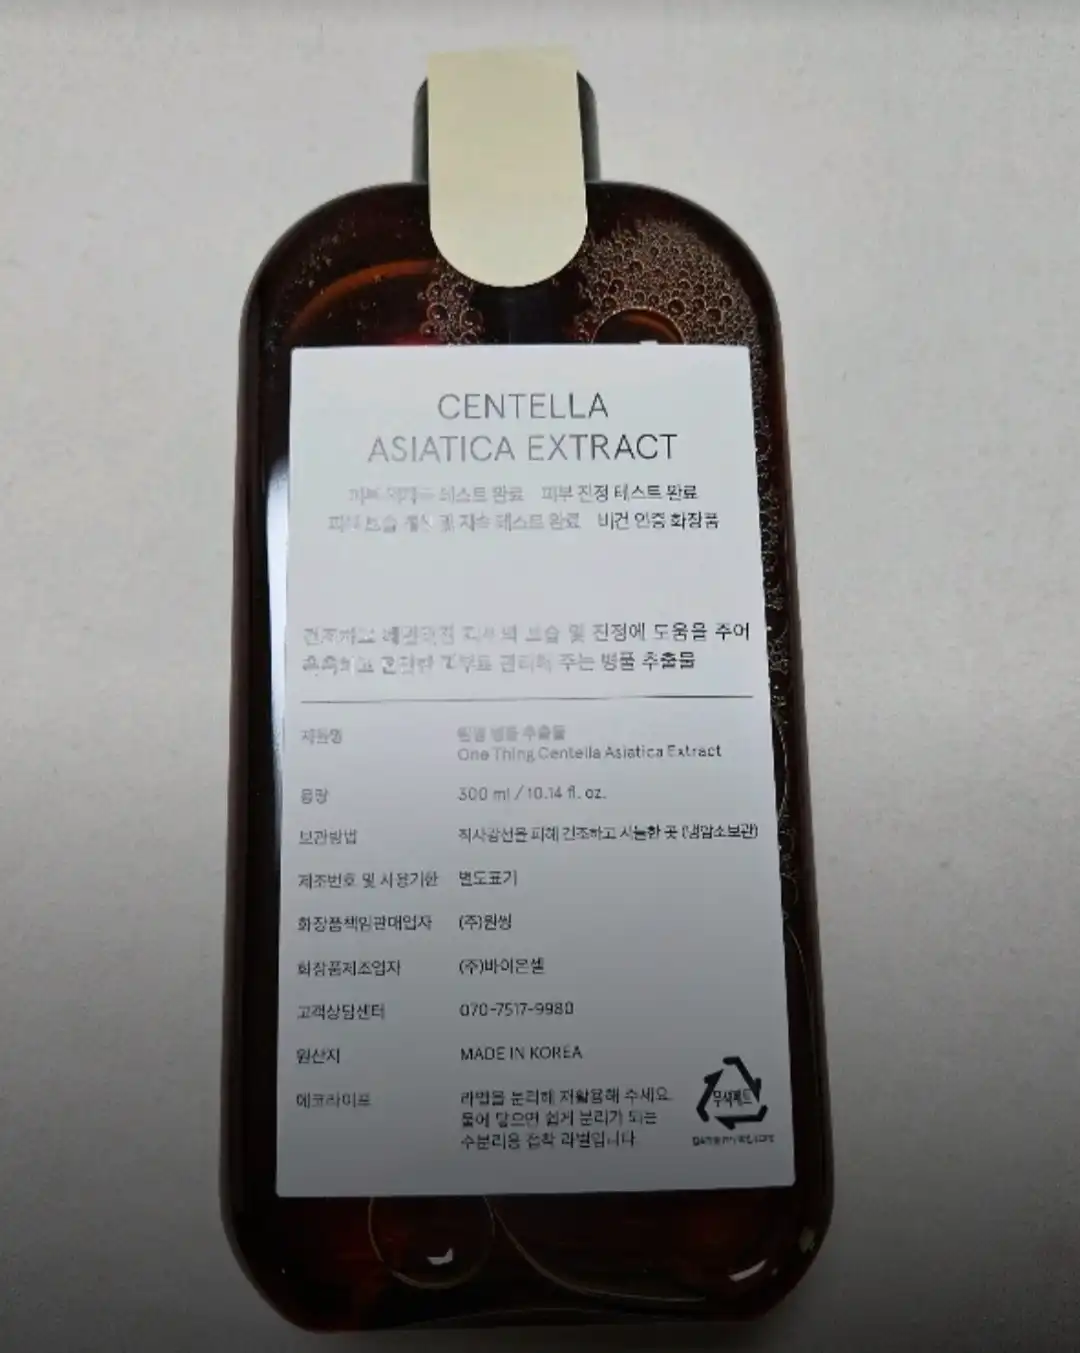 CENTELLA
ASIATICA EXTRACT
피부 저자극 테스트 완료 피부 진정 테스트 완료
피부 보습 개선 및 지속 테스트 완료 비건 인증 화장품
건조하고 예민해진 피부의 보습 및 진정에 도움을 주어
촉촉하고 건강한 피부로 관리해 주는 병풀 추출물
제품명 원씽 병풀 추출물
One Thing Centella Asiatica Extract
용량 300 ml / 10.14 fl. oz.
보관방법 직사광선을 피해 건조하고 서늘한 곳 (냉암소보관)
제조번호 및 사용기한 별도표기
화장품책임판매업자 (주)원씽
화장품제조업자 (주)바이온셀
고객상담센터 070-7517-9980
원산지 MADE IN KOREA
에코라이프 라벨을 분리해 재활용해 주세요.
물에 닿으면 쉽게 분리가 되는
수분리용 접착 라벨입니다.
무색페트